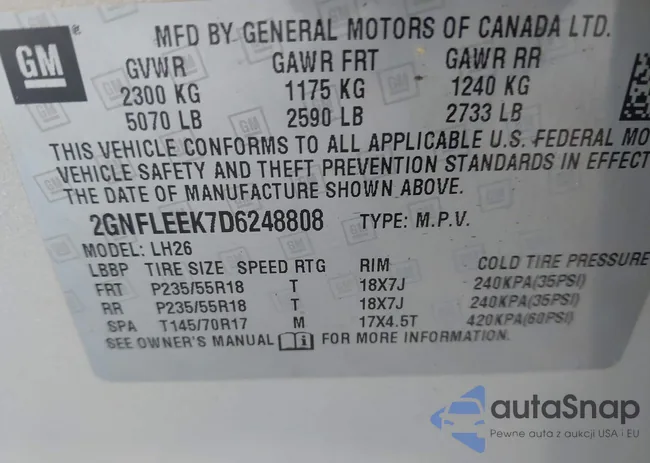 GM
MFD BY GENERAL MOTORS OF CANADA LTD.
GVWR GAWR FRT GAWR RR
2300 KG 1175 KG 1240 KG
5070 LB 2590 LB 2733 LB
THIS VEHICLE CONFORMS TO ALL APPLICABLE U.S. FEDERAL MO
VEHICLE SAFETY AND THEFT PREVENTION STANDARDS IN EFFECT
THE DATE OF MANUFACTURE SHOWN ABOVE.
2GNFLEEK7D6248808 TYPE: M.P.V.
MODEL: LH26
LBBP TIRE SIZE SPEED RTG RIM COLD TIRE PRESSURE
FRT P235/55R18 T 18X7J 240KPA(35PSI)
RR P235/55R18 T 18X7J 240KPA(35PSI)
SPA T145/70R17 M 17X4.5T 420KPA(60PSI)
SEE OWNER'S MANUAL FOR MORE INFORMATION.
autaSnap
Pewne auta z aukcji USA i EU